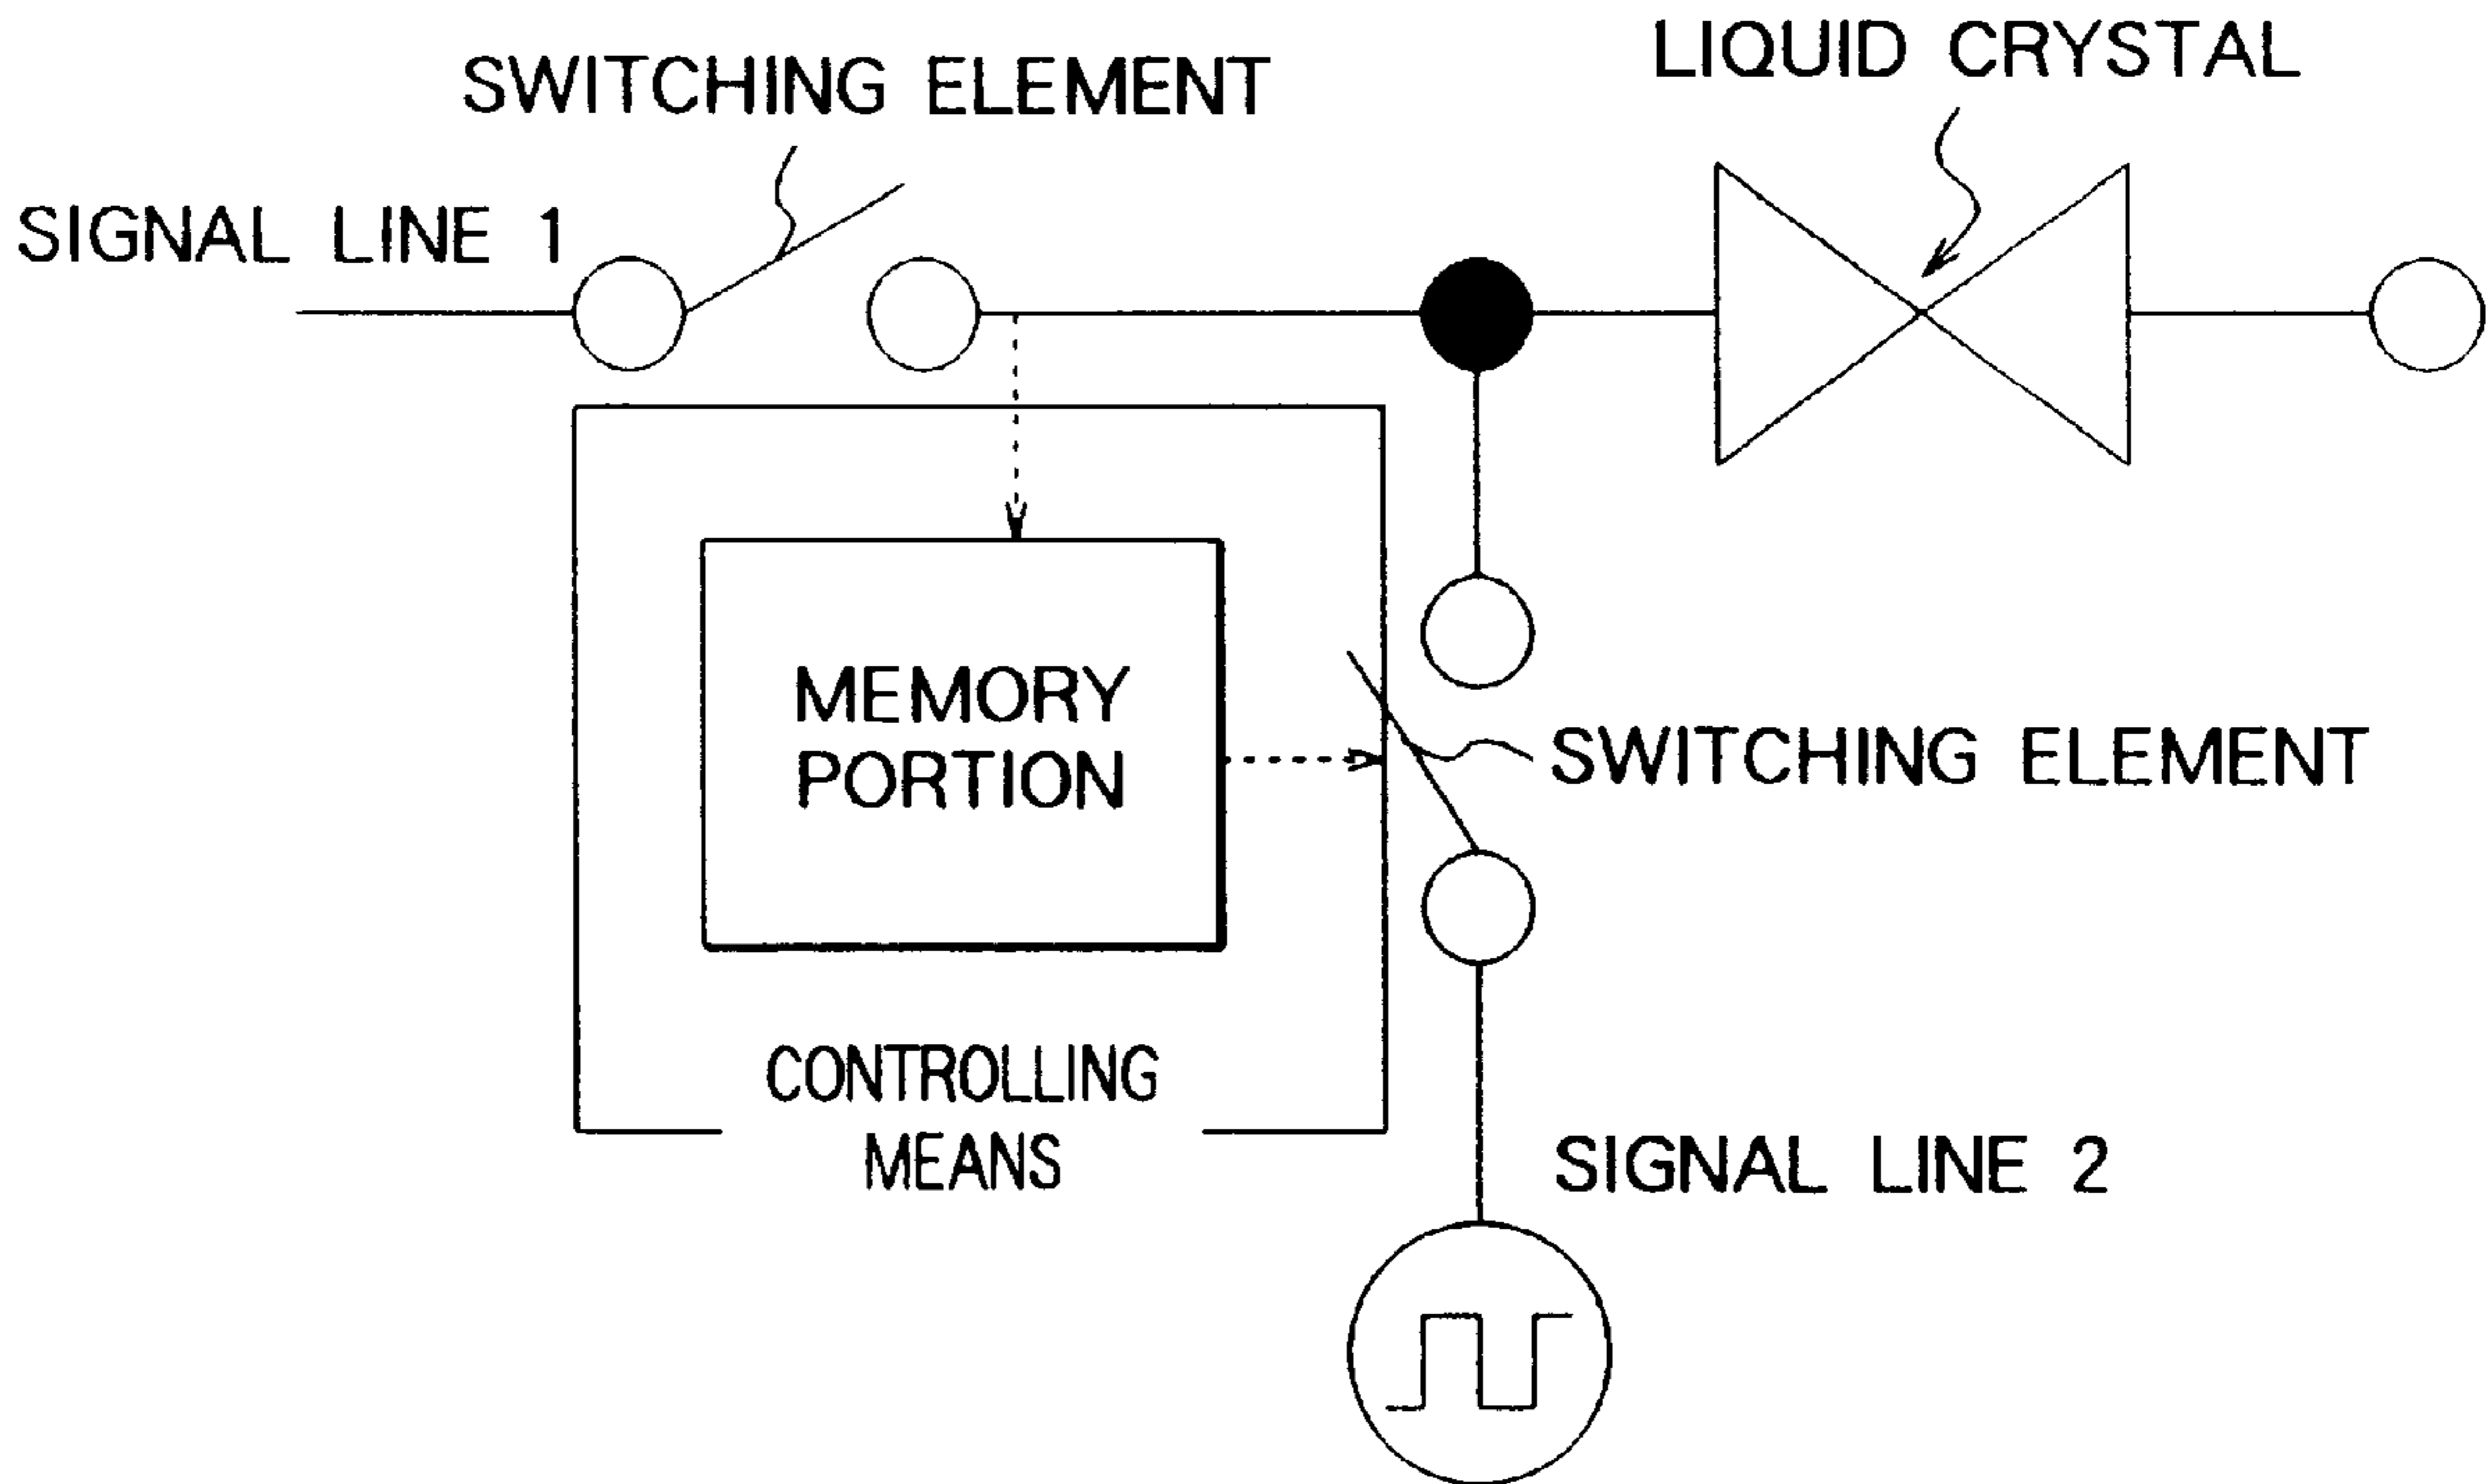 LIQUID CRYSTAL
SWITCHING ELEMENT
SIGNAL LINE 1
MEMORY
PORTION
SWITCHING ELEMENT
CONTROLLING
MEANS
SIGNAL LINE 2